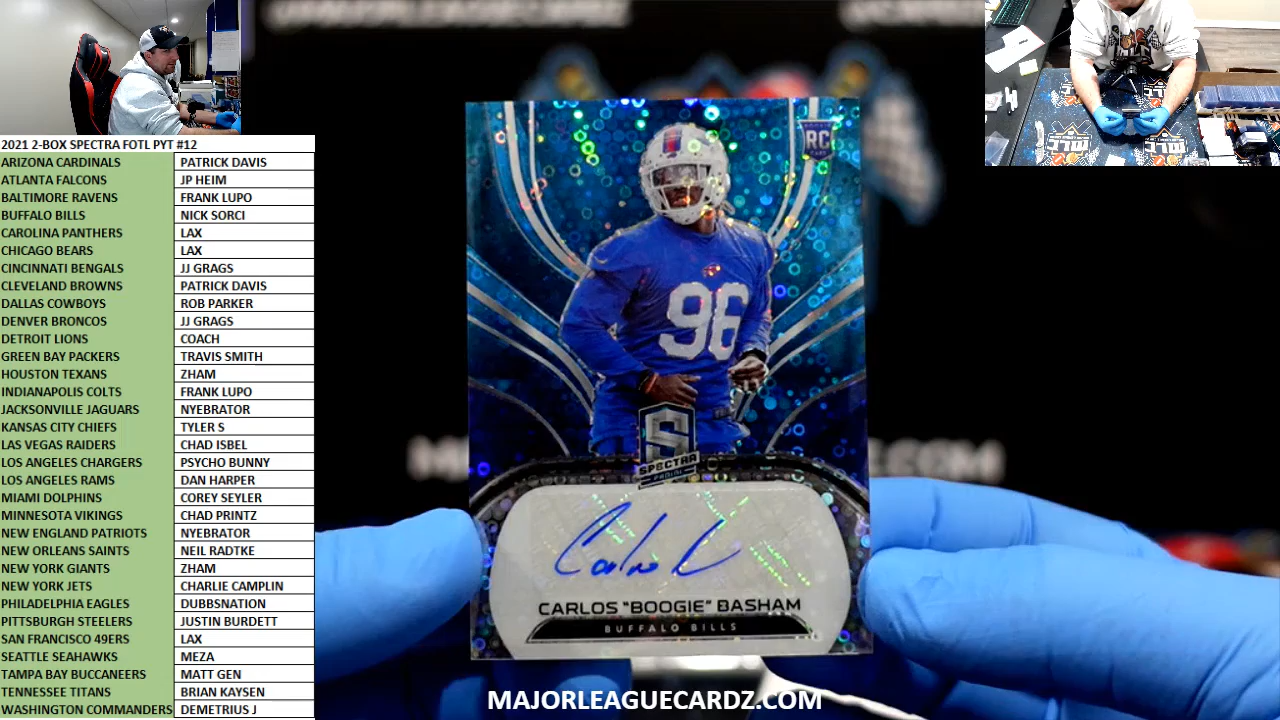 2021 2-BOX SPECTRA FOTL PYT #12
ARIZONA CARDINALS PATRICK DAVIS
ATLANTA FALCONS JP HEIM
BALTIMORE RAVENS FRANK LUPO
BUFFALO BILLS NICK SORCI
CAROLINA PANTHERS LAX
CHICAGO BEARS LAX
CINCINNATI BENGALS JJ GRAGS
CLEVELAND BROWNS PATRICK DAVIS
DALLAS COWBOYS ROB PARKER
DENVER BRONCOS JJ GRAGS
DETROIT LIONS COACH
GREEN BAY PACKERS TRAVIS SMITH
HOUSTON TEXANS ZHAM
INDIANAPOLIS COLTS FRANK LUPO
JACKSONVILLE JAGUARS NYEBRATOR
KANSAS CITY CHIEFS TYLER S
LAS VEGAS RAIDERS CHAD ISBEL
LOS ANGELES CHARGERS PSYCHO BUNNY
LOS ANGELES RAMS DAN HARPER
MIAMI DOLPHINS COREY SEYLER
MINNESOTA VIKINGS CHAD PRINTZ
NEW ENGLAND PATRIOTS NYEBRATOR
NEW ORLEANS SAINTS NEIL RADTKE
NEW YORK GIANTS ZHAM
NEW YORK JETS CHARLIE CAMPLIN
PHILADELPHIA EAGLES DUBBSNATION
PITTSBURGH STEELERS JUSTIN BURDETT
SAN FRANCISCO 49ERS LAX
SEATTLE SEAHAWKS MEZA
TAMPA BAY BUCCANEERS MATT GEN
TENNESSEE TITANS BRIAN KAYSEN
WASHINGTON COMMANDERS DEMETRIUS J
RC
96
S
SPECTRA
PANINI
CARLOS "BOOGIE" BASHAM
BUFFALO BILLS
MAJORLEAGUECARDZ.COM
MLC